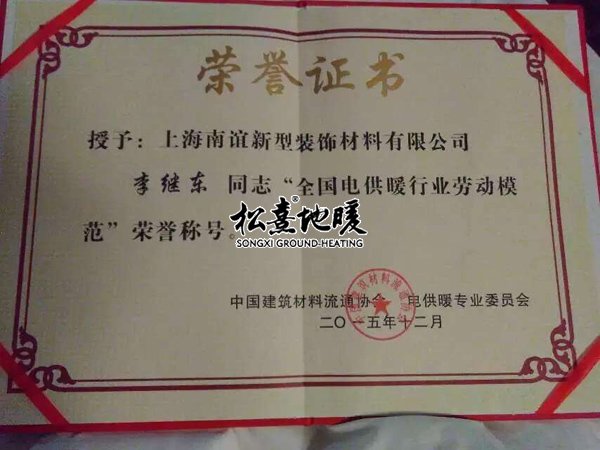 荣誉证书
授予：上海南谊新型装饰材料有限公司
李继东 同志“全国电供暖行业劳动模
范”荣誉称号。
松熹地暖®
SONGXI GROUND-HEATING
中国建筑材料流通协会 电供暖专业委员会
二〇一五年十二月